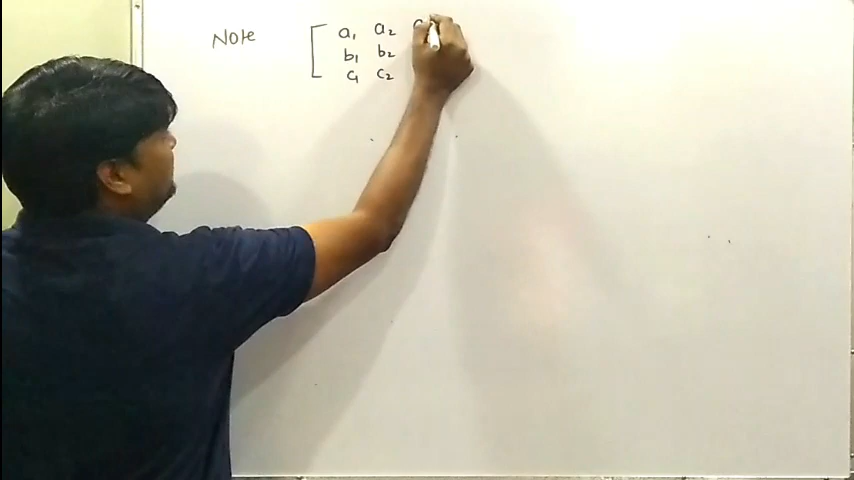 Note [ a₁ a₂
b₁ b₂
c₁ c₂